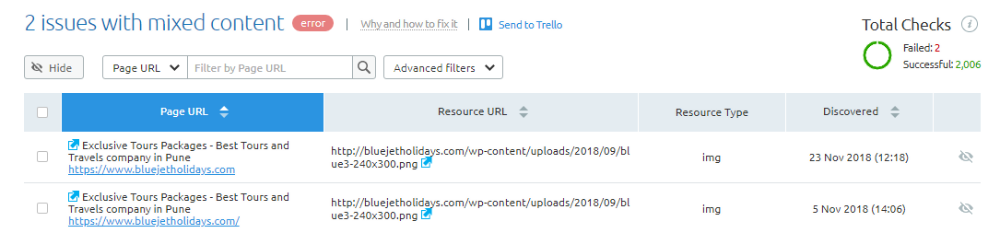 2 issues with mixed content error | Why and how to fix it | Send to Trello
Total Checks i
Failed: 2
Successful: 2,006
Hide Page URL Filter by Page URL Advanced filters
Page URL Resource URL Resource Type Discovered
Exclusive Tours Packages - Best Tours and
Travels company in Pune
https://www.bluejetholidays.com
http://bluejetholidays.com/wp-content/uploads/2018/09/bl
ue3-240x300.png
img
23 Nov 2018 (12:18)
Exclusive Tours Packages - Best Tours and
Travels company in Pune
https://www.bluejetholidays.com/
http://bluejetholidays.com/wp-content/uploads/2018/09/bl
ue3-240x300.png
img
5 Nov 2018 (14:06)